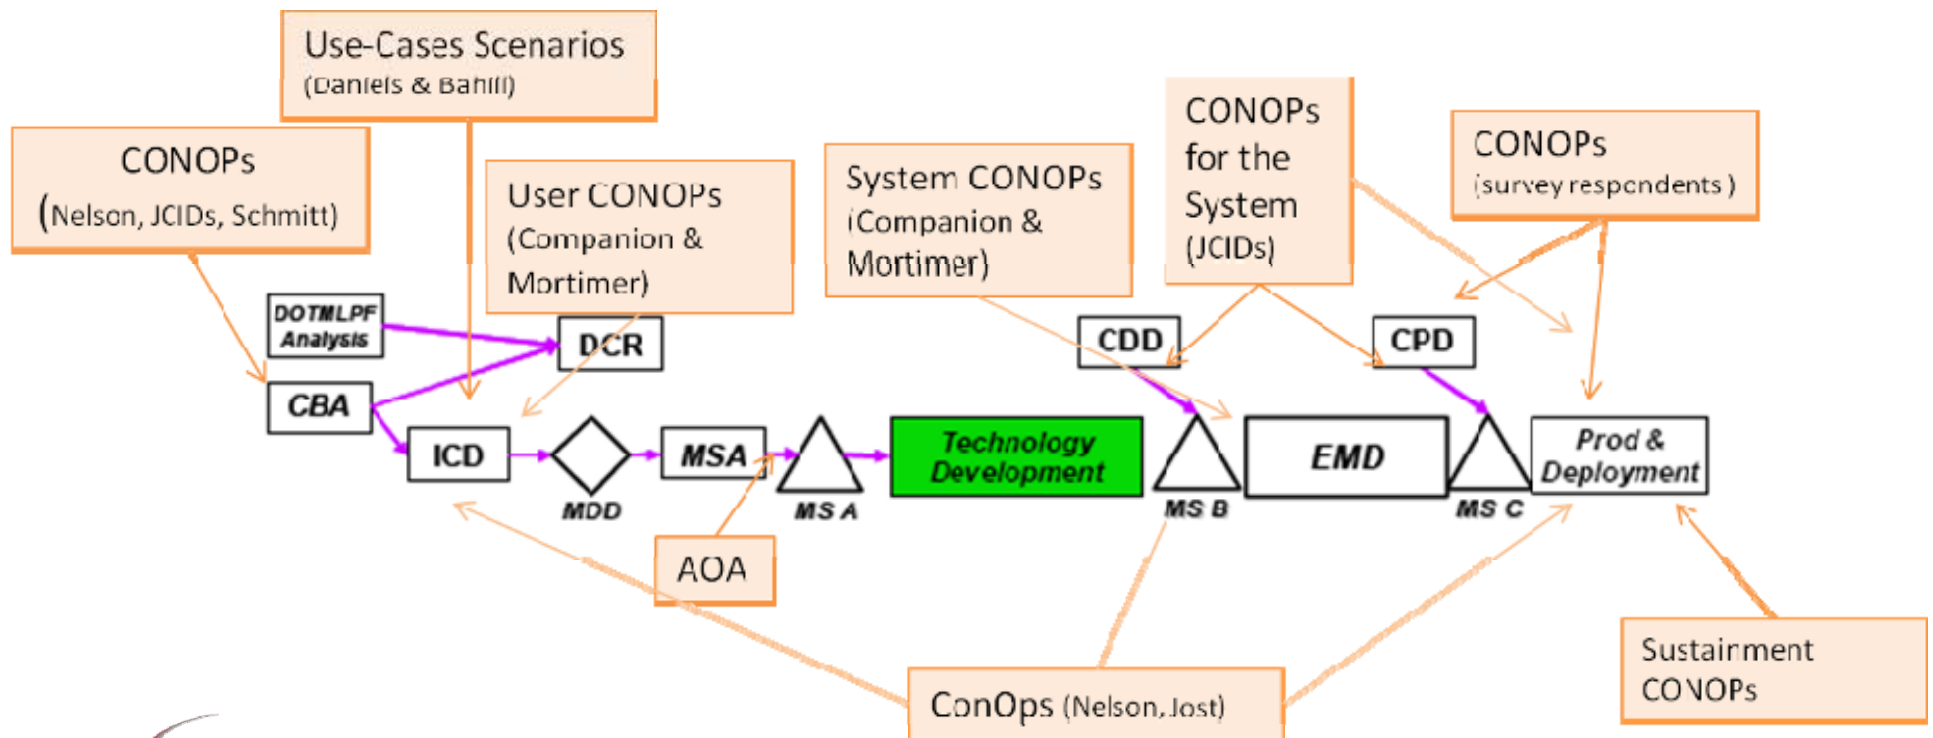 Use-Cases Scenarios
(Daniels & Bahill)
CONOPs
(Nelson, JCIDs, Schmitt)
User CONOPs
(Companion &
Mortimer)
System CONOPs
(Companion &
Mortimer)
CONOPs
for the
System
(JCIDs)
CONOPs
(survey respondents)
DOTMLPF
Analysis
DCR
CDD
CPD
CBA
ICD
MDD
MSA
MS A
Technology
Development
MS B
EMD
MS C
Prod &
Deployment
AOA
ConOps (Nelson, Jost)
Sustainment
CONOPs